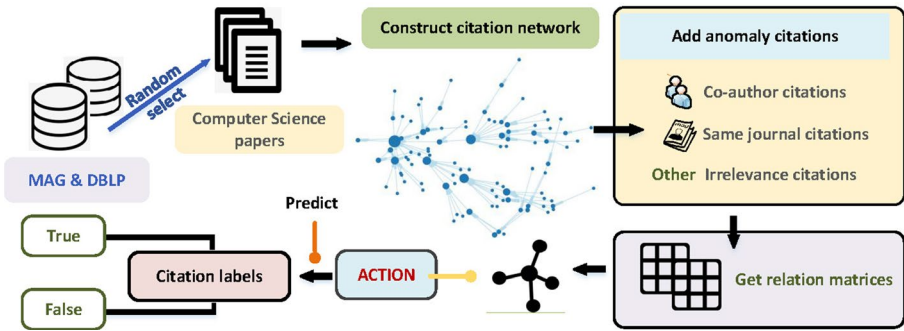 Random
select
MAG & DBLP
Computer Science
papers
Construct citation network
Add anomaly citations
Co-author citations
Same journal citations
Other Irrelevance citations
Get relation matrices
ACTION
Predict
Citation labels
True
False